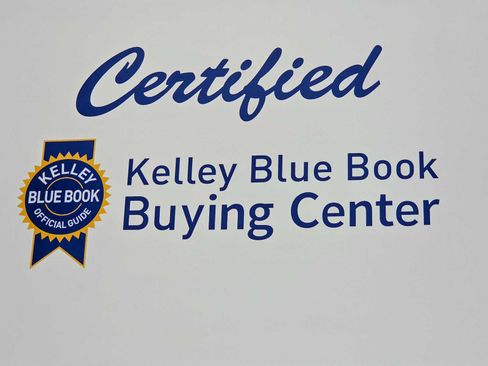 Certified
KELLEY
BLUE BOOK
OFFICIAL GUIDE
Kelley Blue Book
Buying Center